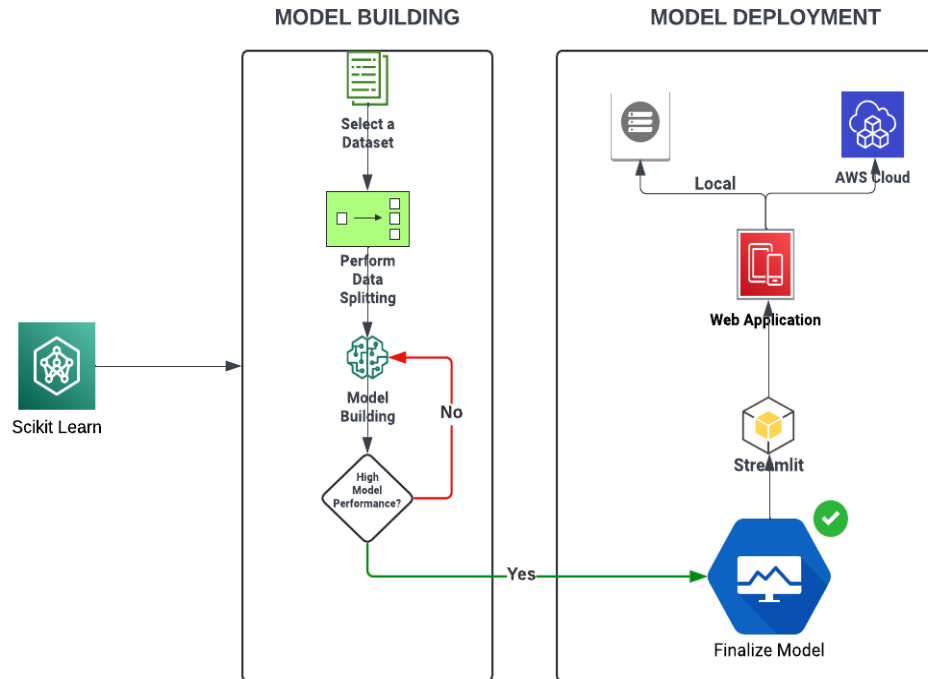 MODEL BUILDING
MODEL DEPLOYMENT
Select a
Dataset
Perform
Data
Splitting
Model
Building
No
High
Model
Performance?
Yes
Scikit Learn
Local
AWS Cloud
Web Application
Streamlit
Finalize Model